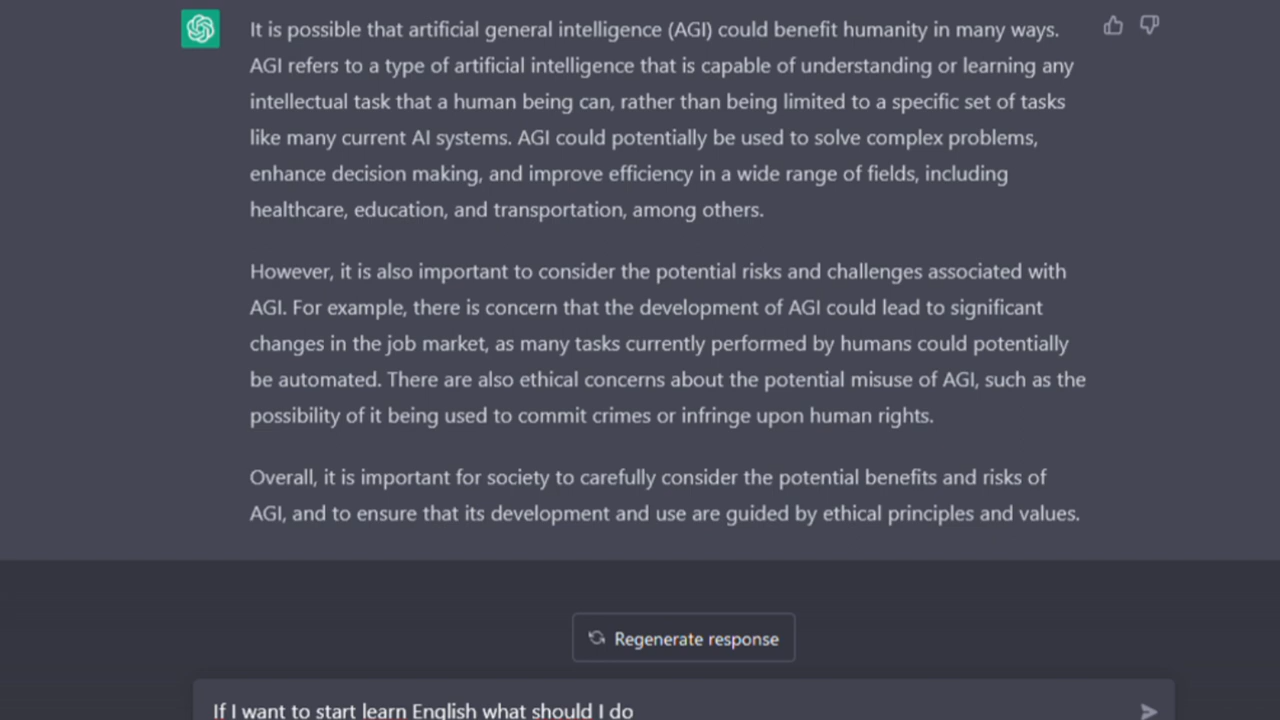 It is possible that artificial general intelligence (AGI) could benefit humanity in many ways.
AGI refers to a type of artificial intelligence that is capable of understanding or learning any
intellectual task that a human being can, rather than being limited to a specific set of tasks
like many current AI systems. AGI could potentially be used to solve complex problems,
enhance decision making, and improve efficiency in a wide range of fields, including
healthcare, education, and transportation, among others.
However, it is also important to consider the potential risks and challenges associated with
AGI. For example, there is concern that the development of AGI could lead to significant
changes in the job market, as many tasks currently performed by humans could potentially
be automated. There are also ethical concerns about the potential misuse of AGI, such as the
possibility of it being used to commit crimes or infringe upon human rights.
Overall, it is important for society to carefully consider the potential benefits and risks of
AGI, and to ensure that its development and use are guided by ethical principles and values.
Regenerate response
If I want to start learn English what should I do